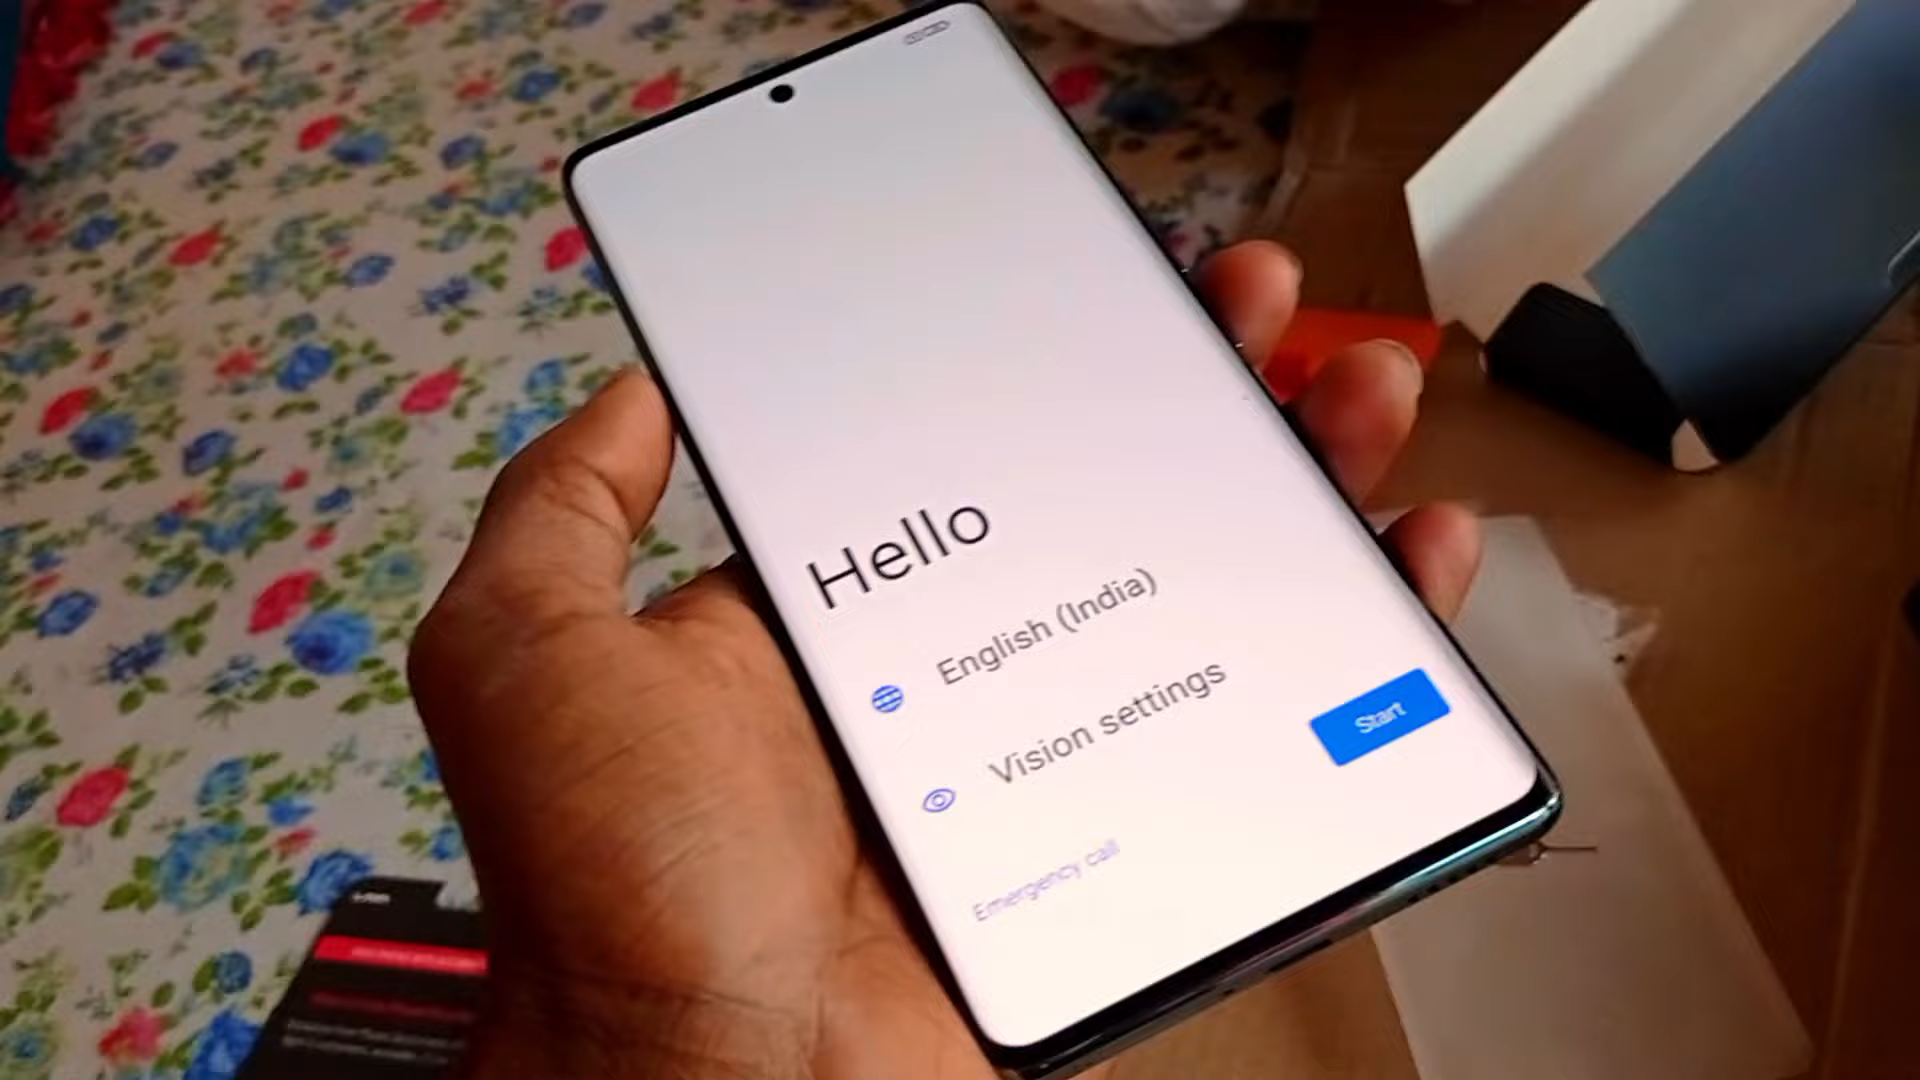 Hello
English (India)
Vision settings
Start
Emergency call